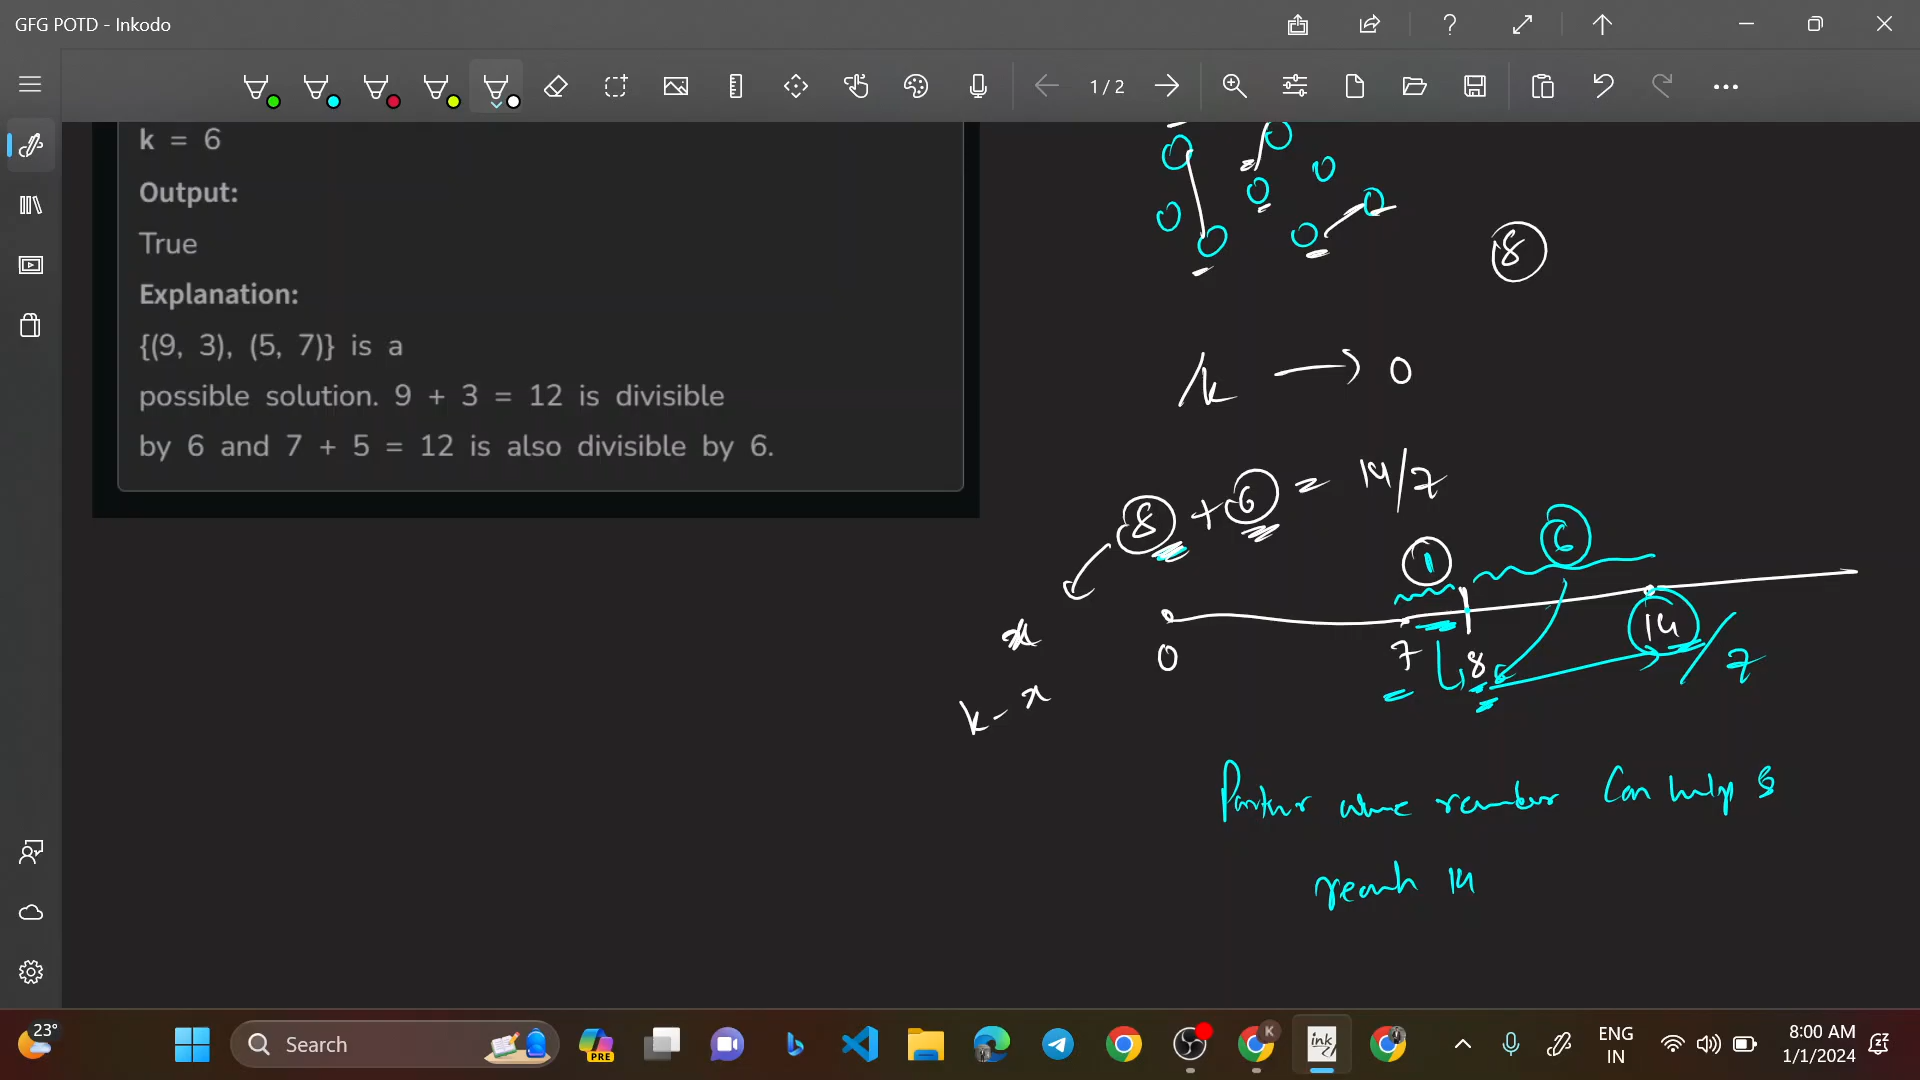 GFG POTD - Inkodo
1 / 2
k = 6
Output:
True
Explanation:
{(9, 3), (5, 7)} is a
possible solution. 9 + 3 = 12 is divisible
by 6 and 7 + 5 = 12 is also divisible by 6.
8
k → 0
8 + 6 = 14/7
1
6
x
k - x
0
7
8
14 / 7
Partner whose remainder can help 8
reach 14
23°
Search
PRE
K
ink
ENG
IN
8:00 AM
1/1/2024